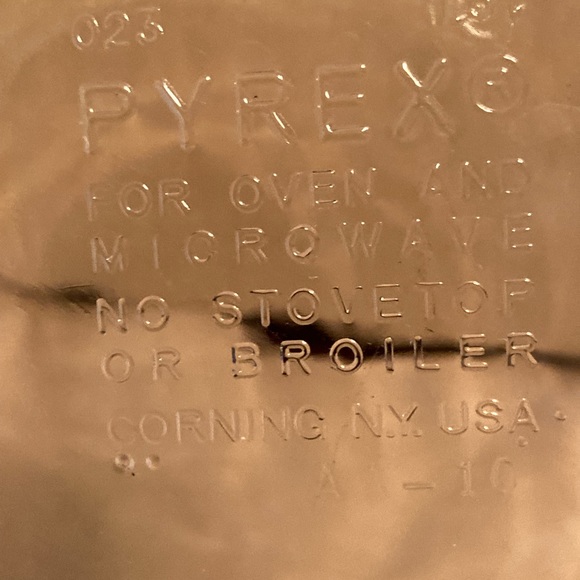 023
PYREX®
FOR OVEN AND
MICROWAVE
NO STOVETOP
OR BROILER
CORNING N.Y. USA